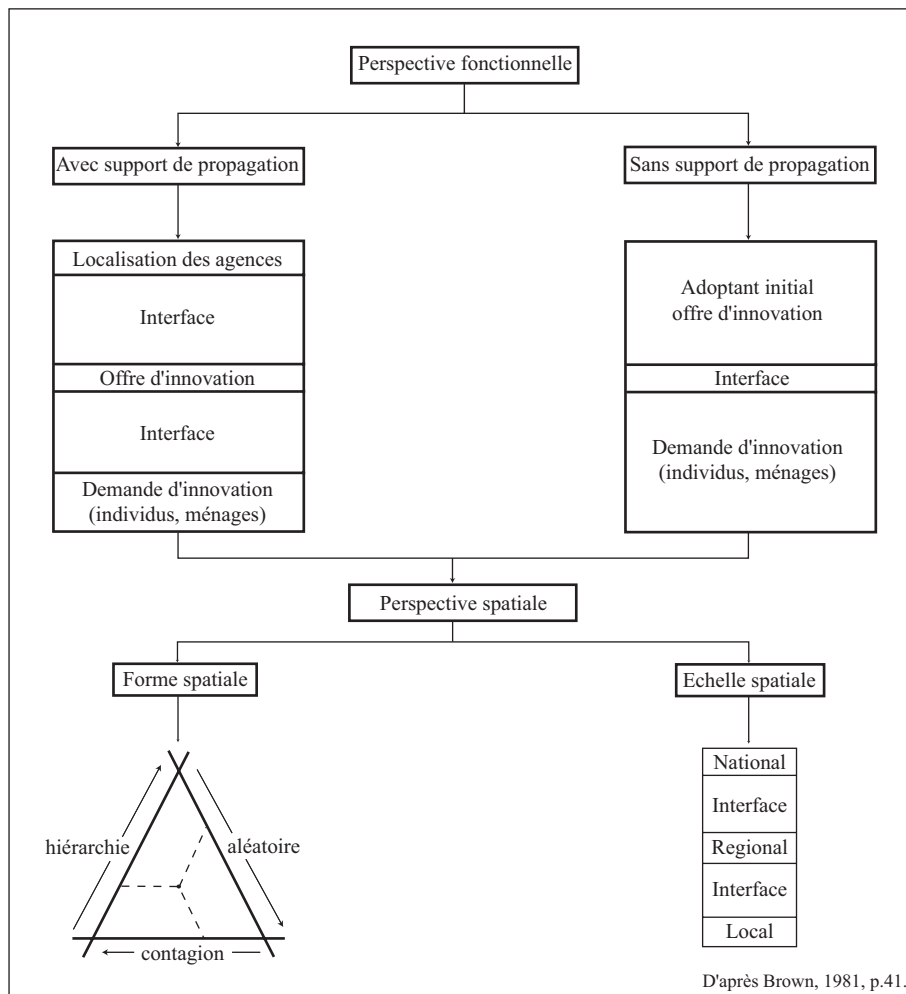 Perspective fonctionnelle
Avec support de propagation
Sans support de propagation
Localisation des agences
Interface
Offre d'innovation
Interface
Demande d'innovation
(individus, ménages)
Adoptant initial
offre d'innovation
Interface
Demande d'innovation
(individus, ménages)
Perspective spatiale
Forme spatiale
Echelle spatiale
hiérarchie
aléatoire
contagion
National
Interface
Regional
Interface
Local
D'après Brown, 1981, p.41.